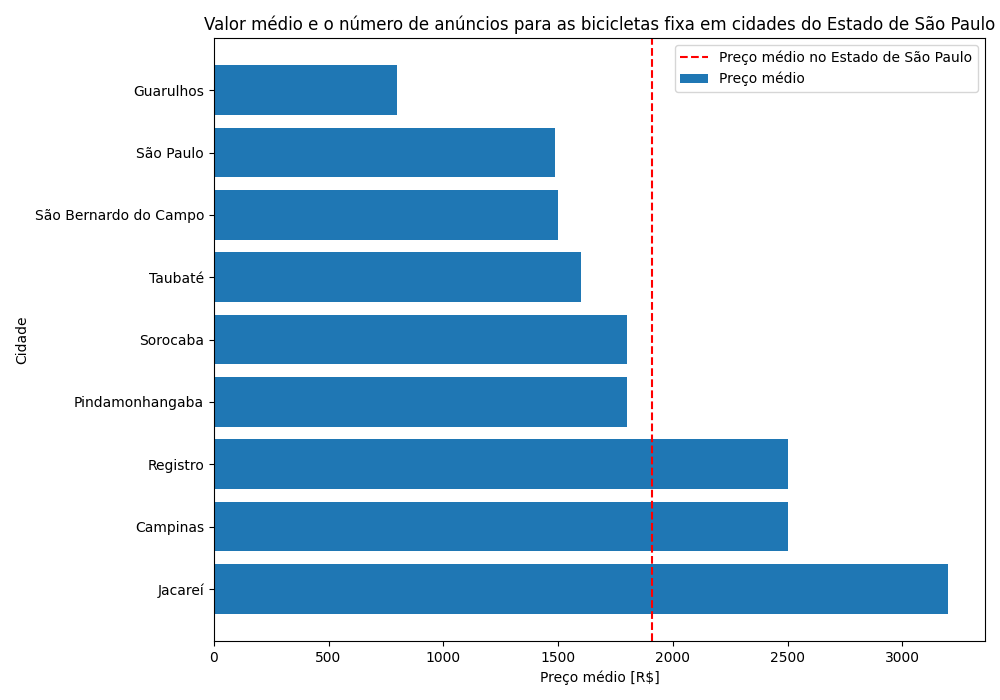 Valor médio e o número de anúncios para as bicicletas fixa em cidades do Estado de São Paulo
Preço médio no Estado de São Paulo
Preço médio
Guarulhos
São Paulo
São Bernardo do Campo
Taubaté
Sorocaba
Pindamonhangaba
Registro
Campinas
Jacareí
Cidade
0 500 1000 1500 2000 2500 3000
Preço médio [R$]